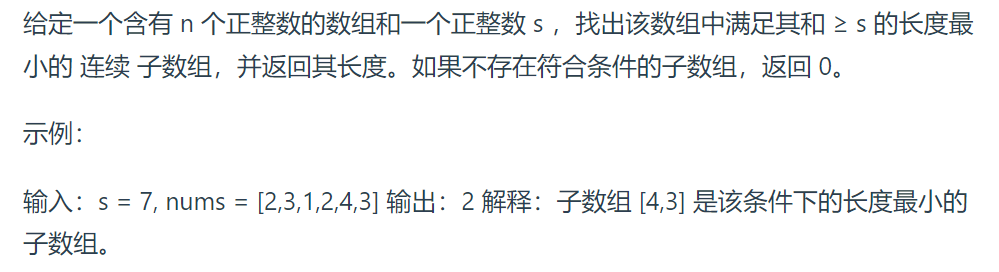 给定一个含有 n 个正整数的数组和一个正整数 s ，找出该数组中满足其和 ≥ s 的长度最
小的 连续 子数组，并返回其长度。如果不存在符合条件的子数组，返回 0。
示例：
输入：s = 7, nums = [2,3,1,2,4,3] 输出：2 解释：子数组 [4,3] 是该条件下的长度最小的
子数组。